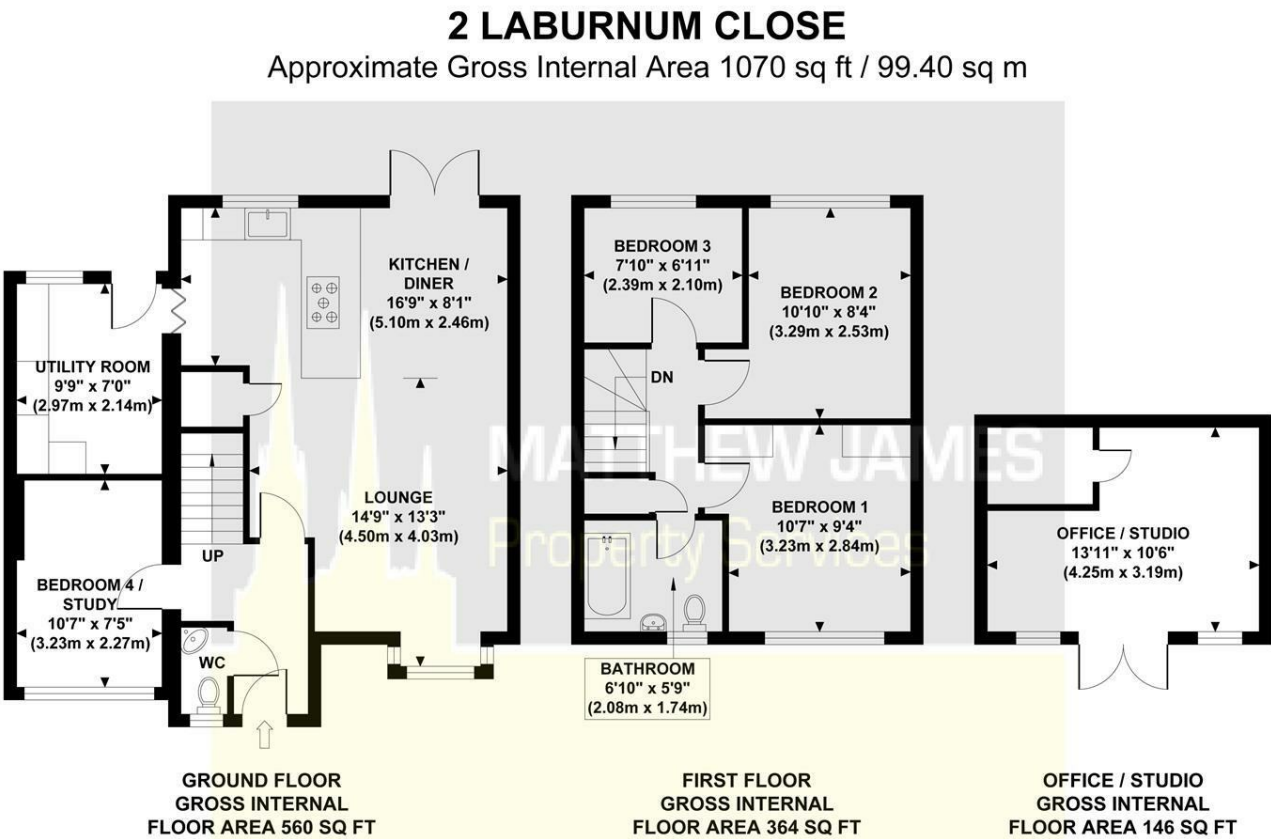 2 LABURNUM CLOSE
Approximate Gross Internal Area 1070 sq ft / 99.40 sq m
KITCHEN /
DINER
16'9" x 8'1"
(5.10m x 2.46m)
UTILITY ROOM
9'9" x 7'0"
(2.97m x 2.14m)
LOUNGE
14'9" x 13'3"
(4.50m x 4.03m)
UP
BEDROOM 4 /
STUDY
10'7" x 7'5"
(3.23m x 2.27m)
WC
GROUND FLOOR
GROSS INTERNAL
FLOOR AREA 560 SQ FT
BEDROOM 3
7'10" x 6'11"
(2.39m x 2.10m)
BEDROOM 2
10'10" x 8'4"
(3.29m x 2.53m)
DN
MATTHEW JAMES
Property Services
BEDROOM 1
10'7" x 9'4"
(3.23m x 2.84m)
BATHROOM
6'10" x 5'9"
(2.08m x 1.74m)
FIRST FLOOR
GROSS INTERNAL
FLOOR AREA 364 SQ FT
OFFICE / STUDIO
13'11" x 10'6"
(4.25m x 3.19m)
OFFICE / STUDIO
GROSS INTERNAL
FLOOR AREA 146 SQ FT